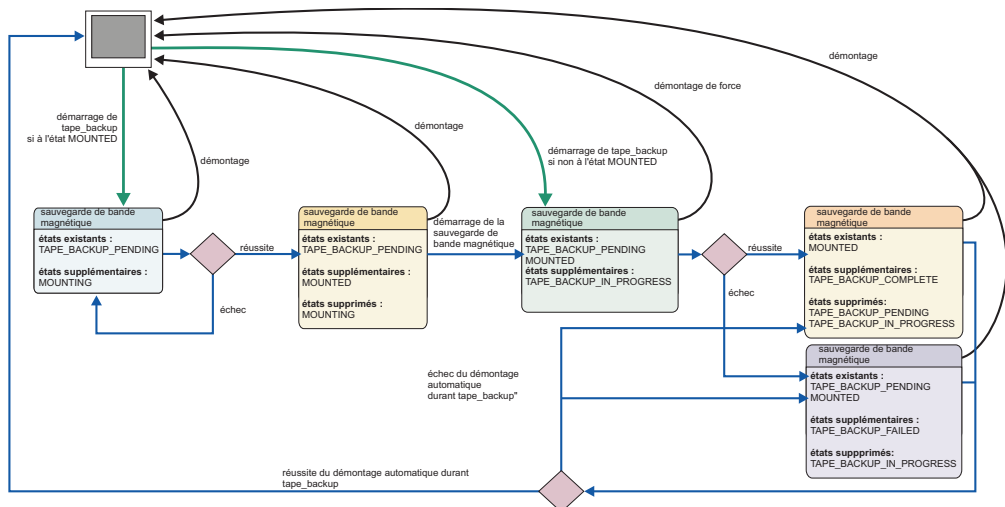 démontage
démontage de force
démarrage de
tape_backup
si à l'état MOUNTED
démontage
démontage
démarrage de tape_backup
si non à l'état MOUNTED
sauvegarde de bande
magnétique
états existants :
TAPE_BACKUP_PENDING
états supplémentaires :
MOUNTING
réussite
échec
sauvegarde de bande
magnétique
états existants :
TAPE_BACKUP_PENDING
états supplémentaires :
MOUNTED
états supprimés :
MOUNTING
démarrage de la
sauvegarde de
bande magnétique
sauvegarde de bande
magnétique
états existants :
TAPE_BACKUP_PENDING
MOUNTED
états supplémentaires :
TAPE_BACKUP_IN_PROGRESS
réussite
échec
sauvegarde de bande
magnétique
états existants :
MOUNTED
états supplémentaires :
TAPE_BACKUP_COMPLETE
états supprimés:
TAPE_BACKUP_PENDING
TAPE_BACKUP_IN_PROGRESS
sauvegarde de bande
magnétique
états existants :
TAPE_BACKUP_PENDING
MOUNTED
états supplémentaires :
TAPE_BACKUP_FAILED
états suppprimés:
TAPE_BACKUP_IN_PROGRESS
échec du démontage
automatique
durant tape_backup"
réussite du démontage automatique durant
tape_backup